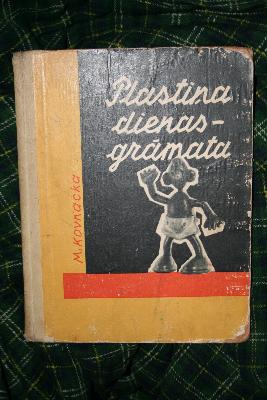 Plastiņa
dienas-
grāmata
M. Kovnacka